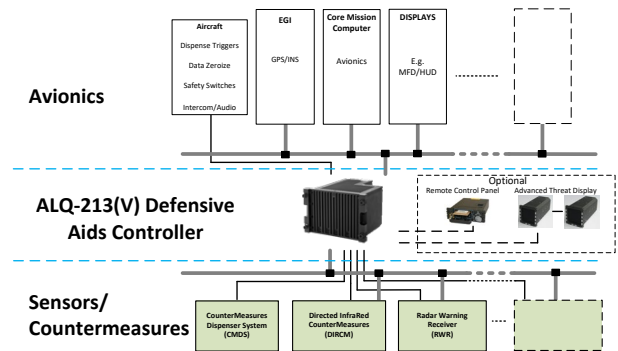 Aircraft
Dispense Triggers
Data Zeroize
Safety Switches
Intercom/Audio
EGI
GPS/INS
Core Mission
Computer
Avionics
DISPLAYS
E.g.
MFD/HUD
Avionics
ALQ-213(V) Defensive
Aids Controller
Optional
Remote Control Panel
Advanced Threat Display
Sensors/
Countermeasures
CounterMeasures
Dispenser System
(CMDS)
Directed InfraRed
CounterMeasures
(DIRCM)
Radar Warning
Receiver
(RWR)